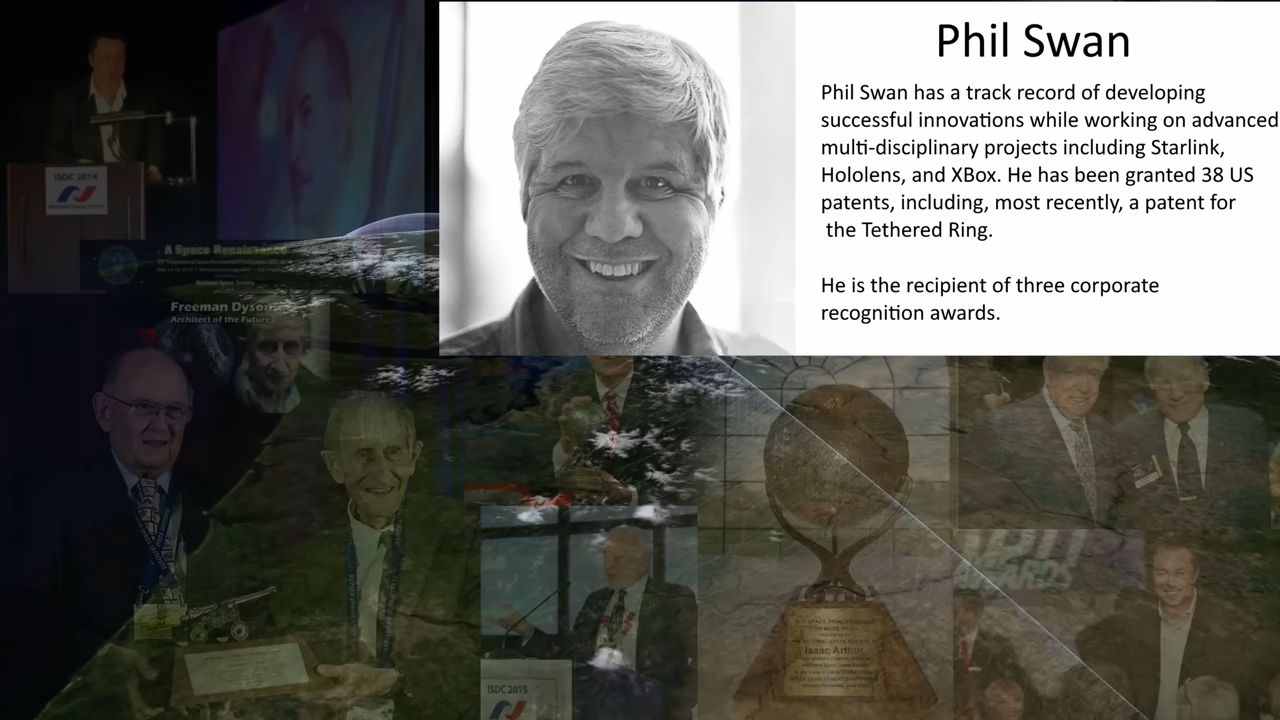 Phil Swan
Phil Swan has a track record of developing
successful innovations while working on advanced
multi-disciplinary projects including Starlink,
Hololens, and XBox. He has been granted 38 US
patents, including, most recently, a patent for
the Tethered Ring.
He is the recipient of three corporate
recognition awards.
ISDC 2014
A Space Renaissance
Freeman Dyson
Architect of the Future
Isaac Arthur
ISDC 2015
AWARDS